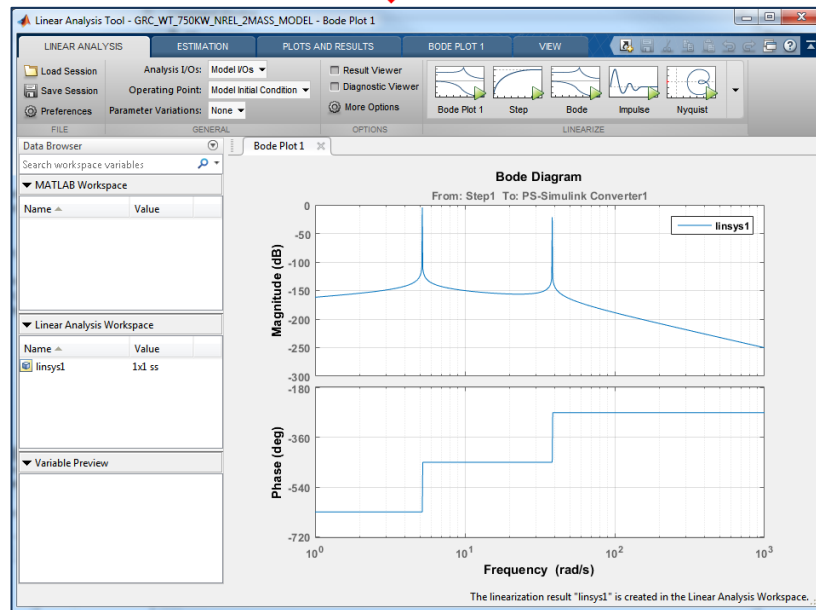 Linear Analysis Tool - GRC_WT_750KW_NREL_2MASS_MODEL - Bode Plot 1
LINEAR ANALYSIS ESTIMATION PLOTS AND RESULTS BODE PLOT 1 VIEW
Load Session Analysis I/Os: Model I/Os Result Viewer
Save Session Operating Point: Model Initial Condition Diagnostic Viewer
Preferences Parameter Variations: None More Options
Bode Plot 1 Step Bode Impulse Nyquist
FILE GENERAL OPTIONS LINEARIZE
Data Browser
Search workspace variables
MATLAB Workspace
Name Value
Linear Analysis Workspace
Name Value
linsys1 1x1 ss
Variable Preview
Bode Plot 1
Bode Diagram
From: Step1 To: PS-Simulink Converter1
linsys1
Magnitude (dB)
0
-50
-100
-150
-200
-250
-300
Phase (deg)
-180
-360
-540
-720
10^0 10^1 10^2 10^3
Frequency (rad/s)
The linearization result "linsys1" is created in the Linear Analysis Workspace.